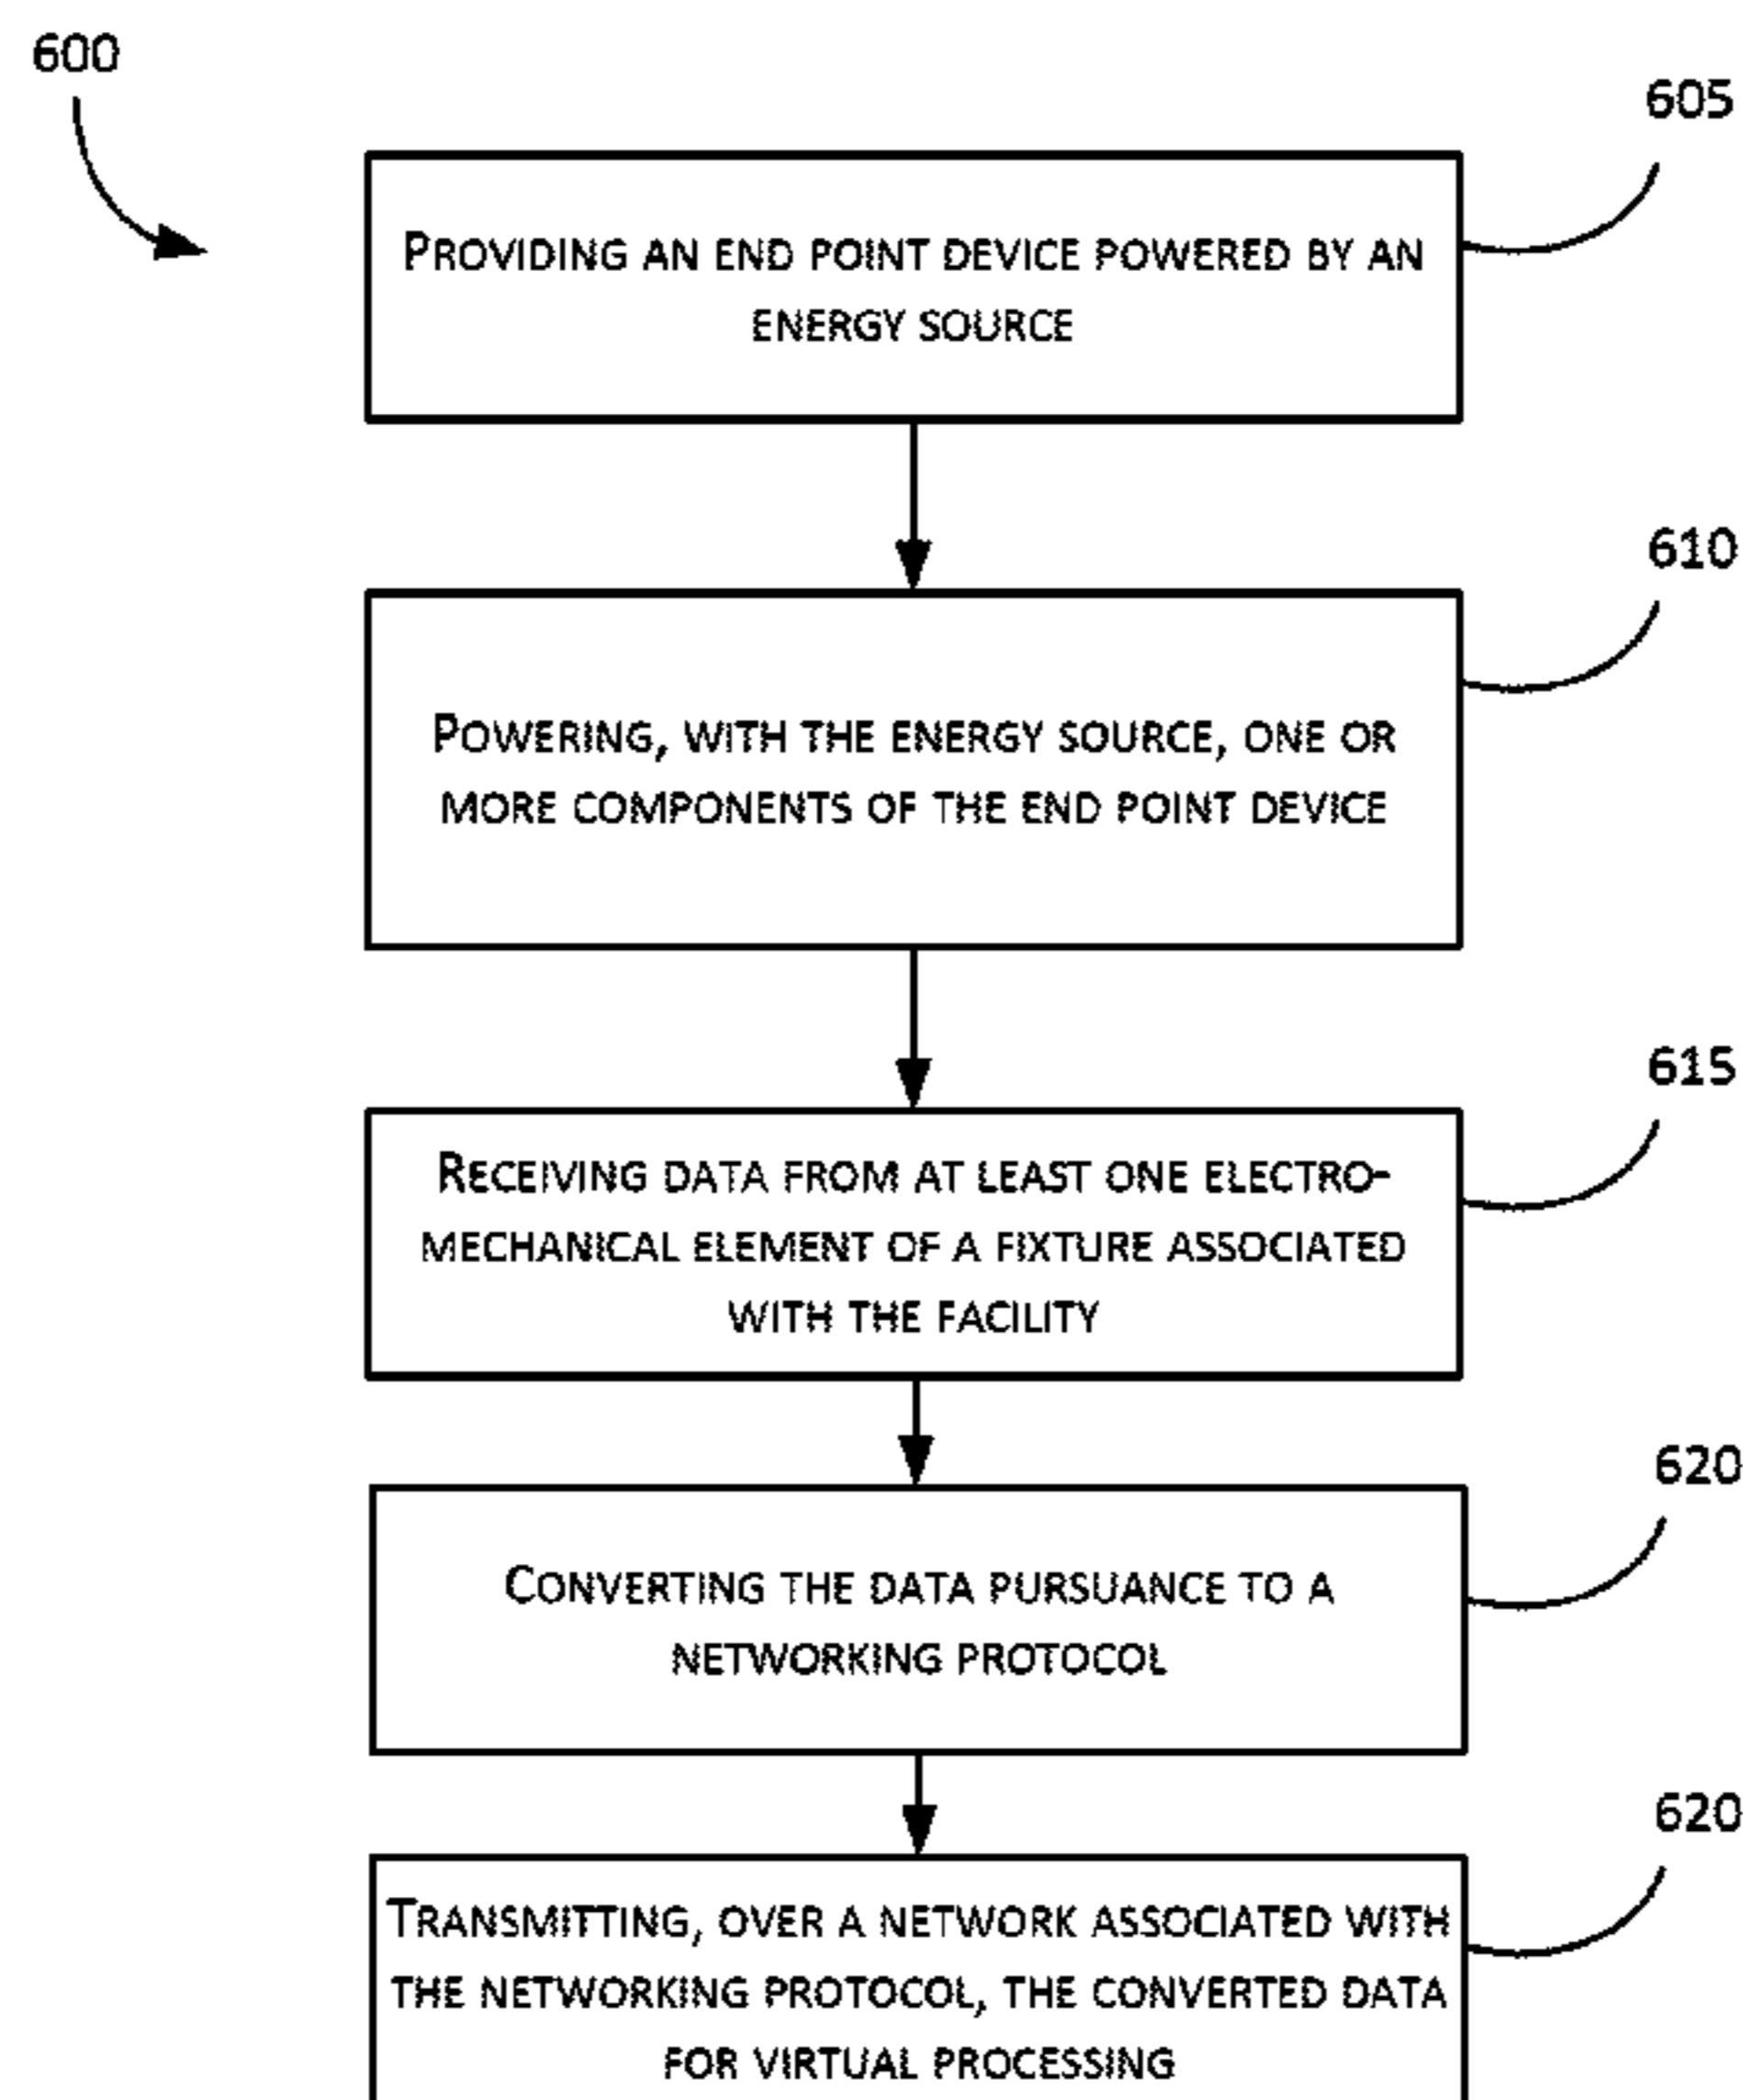 600
605
PROVIDING AN END POINT DEVICE POWERED BY AN
ENERGY SOURCE
610
POWERING, WITH THE ENERGY SOURCE, ONE OR
MORE COMPONENTS OF THE END POINT DEVICE
615
RECEIVING DATA FROM AT LEAST ONE ELECTRO-
MECHANICAL ELEMENT OF A FIXTURE ASSOCIATED
WITH THE FACILITY
620
CONVERTING THE DATA PURSUANCE TO A
NETWORKING PROTOCOL
620
TRANSMITTING, OVER A NETWORK ASSOCIATED WITH
THE NETWORKING PROTOCOL, THE CONVERTED DATA
FOR VIRTUAL PROCESSING